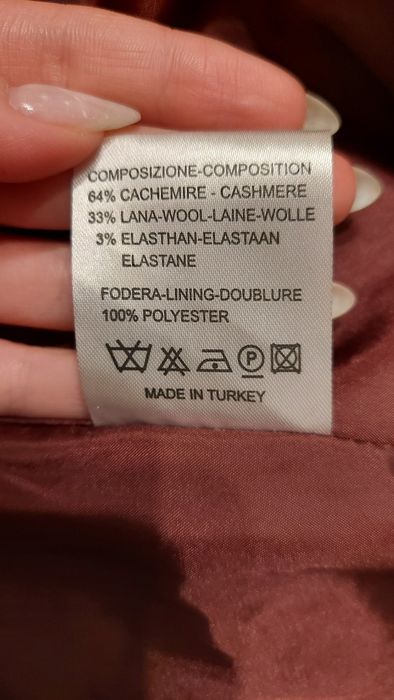 COMPOSIZIONE-COMPOSITION
64% CACHEMIRE - CASHMERE
33% LANA-WOOL-LAINE-WOLLE
3% ELASTHAN-ELASTAAN
ELASTANE
FODERA-LINING-DOUBLURE
100% POLYESTER
P
MADE IN TURKEY